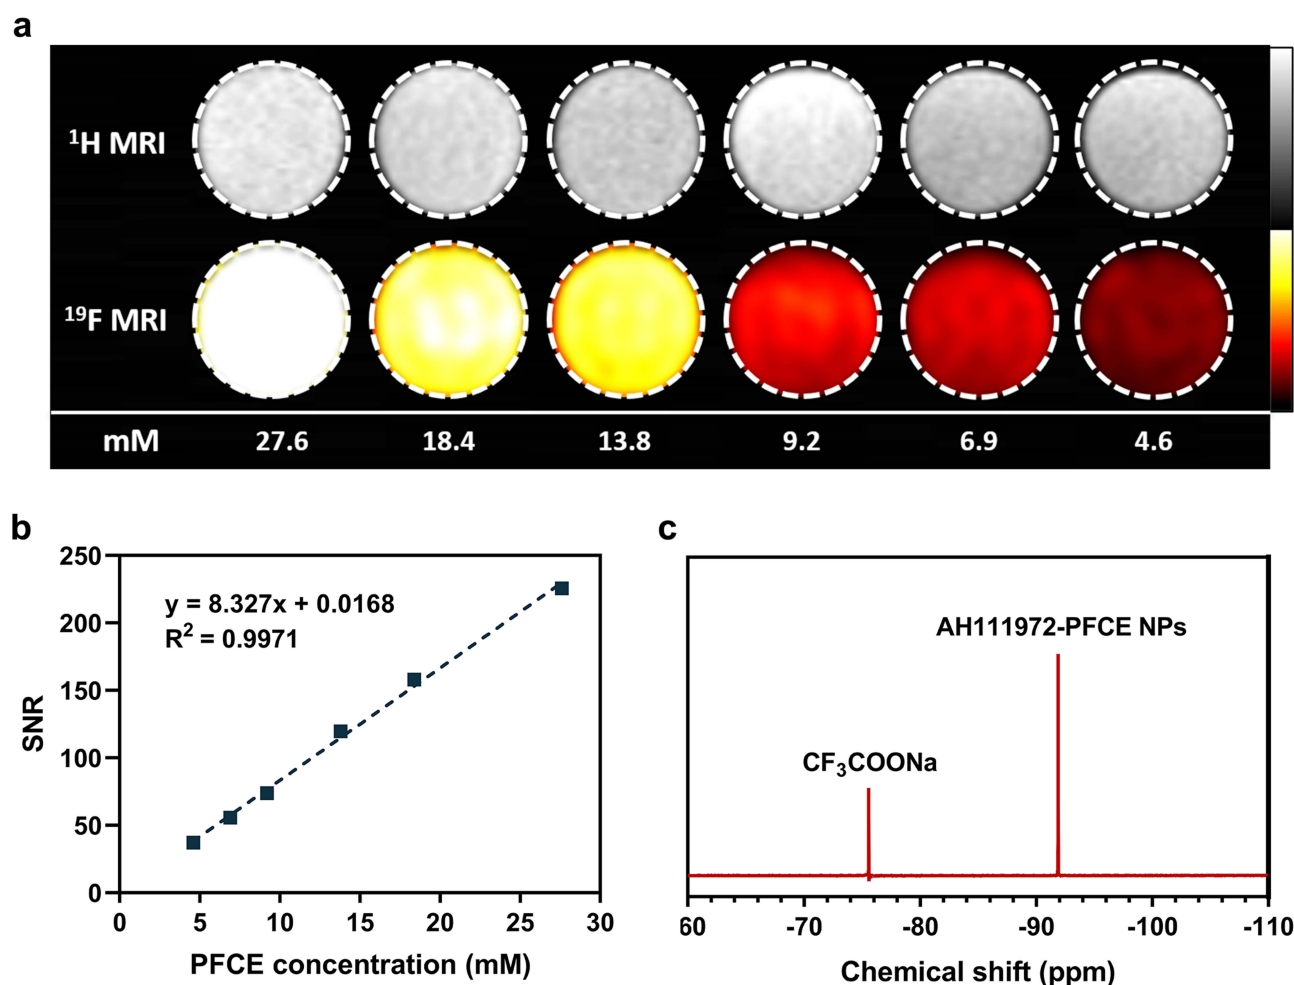 a
¹H MRI
¹⁹F MRI
mM 27.6 18.4 13.8 9.2 6.9 4.6
b
250
200
150
100
50
0
SNR
y = 8.327x + 0.0168
R² = 0.9971
0 5 10 15 20 25 30
PFCE concentration (mM)
c
AH111972-PFCE NPs
CF₃COONa
60 -70 -80 -90 -100 -110
Chemical shift (ppm)